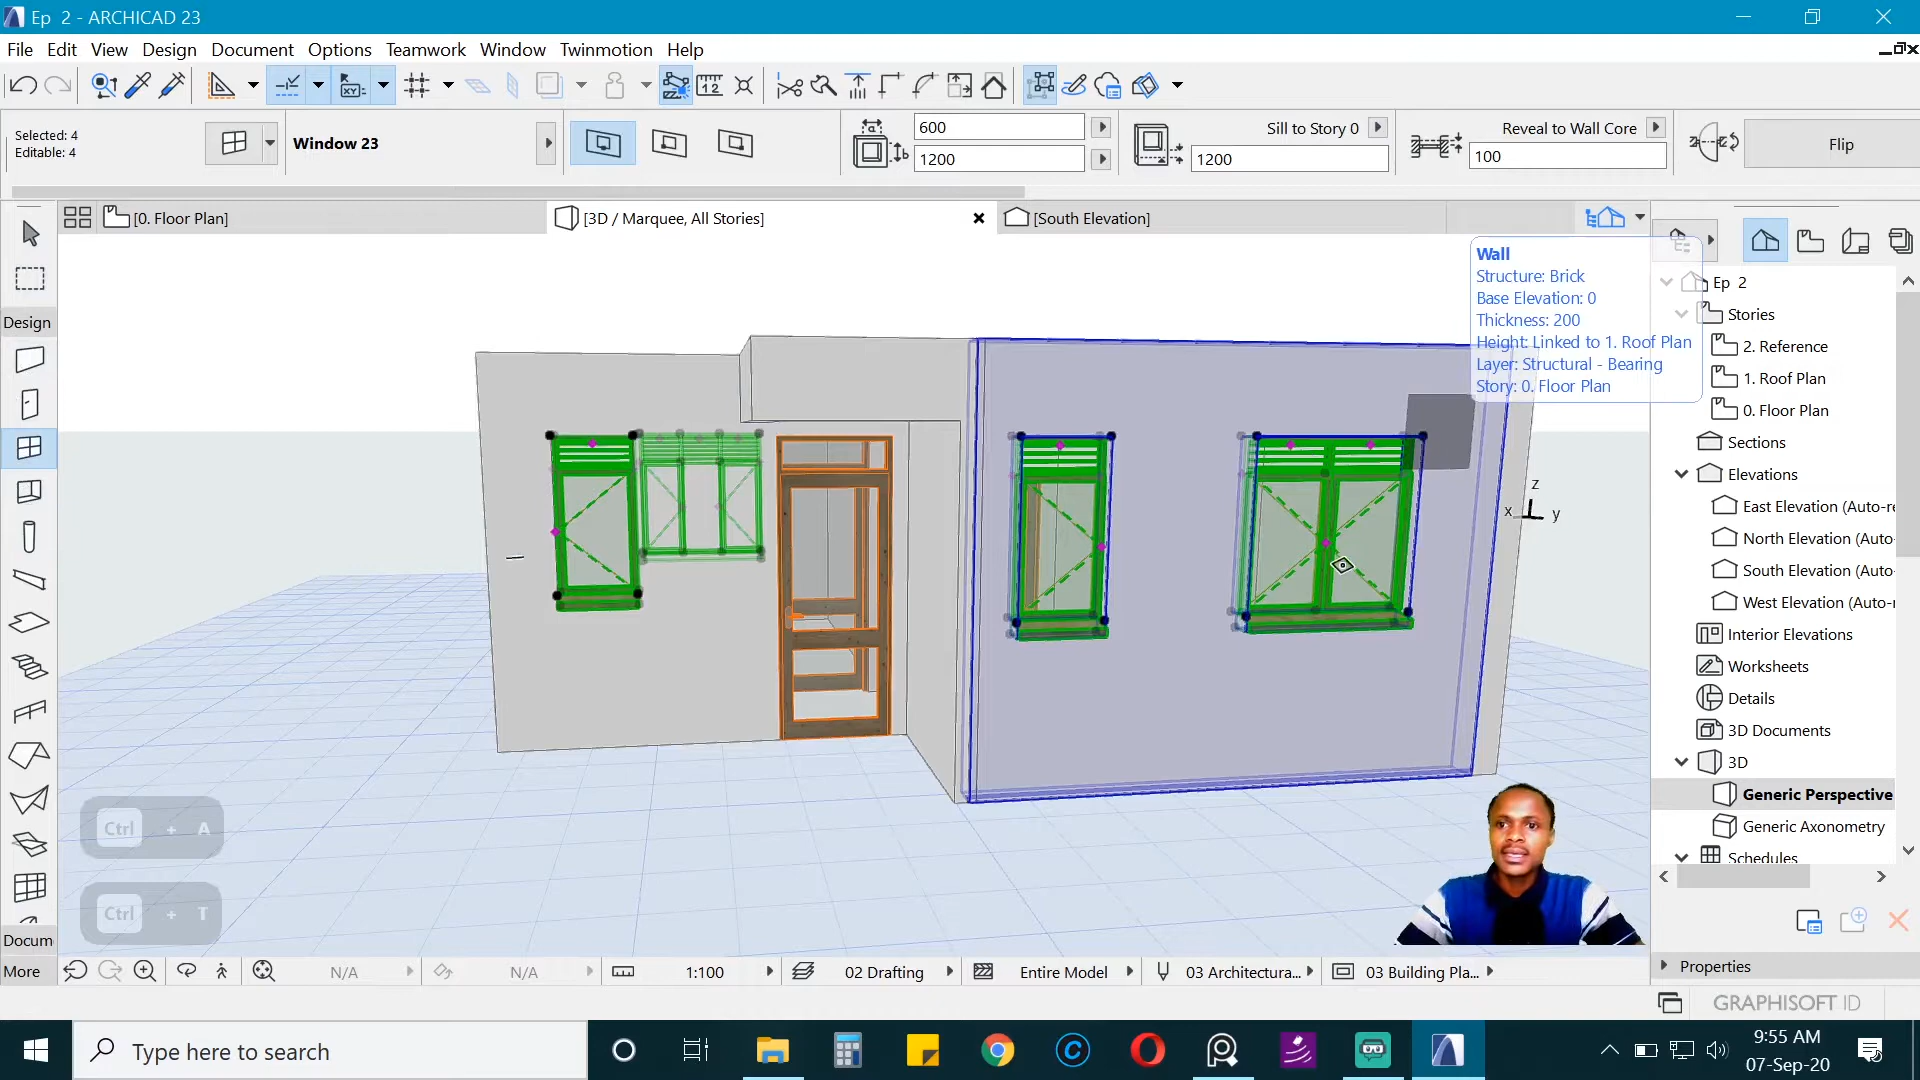 Ep 2 - ARCHICAD 23
File Edit View Design Options Document Teamwork Window Twinmotion Help
Selected: 4
Editable: 4
Window 23
600
1200
Sill to Story 0
1200
Reveal to Wall Core
100
Flip
[0. Floor Plan]
[3D / Marquee, All Stories]
[South Elevation]
Wall
Structure: Brick
Base Elevation: 0
Thickness: 200
Height: Linked to 1. Roof Plan
Layer: Structural - Bearing
Story: 0. Floor Plan
Design
Docum
More
Ep 2
Stories
2. Reference
1. Roof Plan
0. Floor Plan
Sections
Elevations
East Elevation (Auto-r
North Elevation (Auto-
South Elevation (Auto-
West Elevation (Auto-r
Interior Elevations
Worksheets
Details
3D Documents
3D
Generic Perspective
Generic Axonometry
Schedules
z
x
y
Ctrl + A
Ctrl + T
N/A
N/A
1:100
02 Drafting
Entire Model
03 Architectura...
03 Building Pla...
Properties
GRAPHISOFT ID
Type here to search
9:55 AM
07-Sep-20